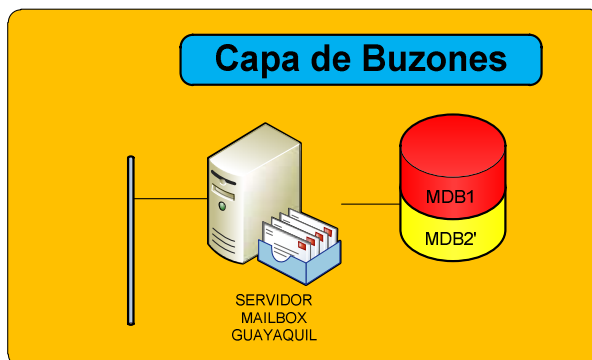 Capa de Buzones
MDB1
MDB2'
SERVIDOR
MAILBOX
GUAYAQUIL